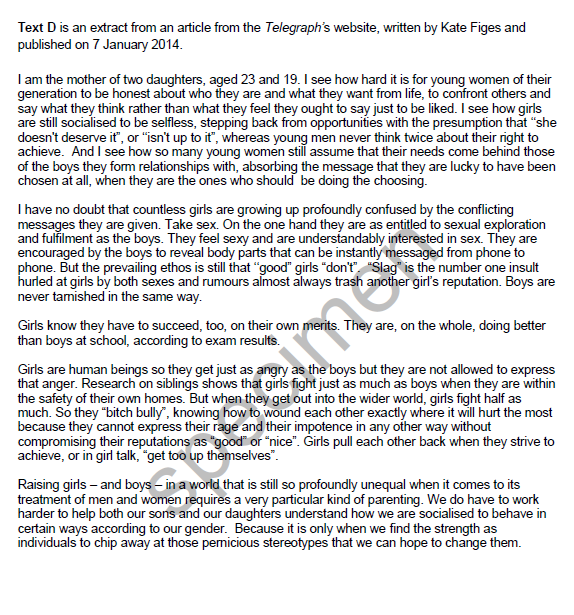 Text D is an extract from an article from the Telegraph's website, written by Kate Figes and
published on 7 January 2014.
I am the mother of two daughters, aged 23 and 19. I see how hard it is for young women of their
generation to be honest about who they are and what they want from life, to confront others and
say what they think rather than what they feel they ought to say just to be liked. I see how girls
are still socialised to be selfless, stepping back from opportunities with the presumption that "she
doesn't deserve it", or "isn't up to it", whereas young men never think twice about their right to
achieve. And I see how so many young women still assume that their needs come behind those
of the boys they form relationships with, absorbing the message that they are lucky to have been
chosen at all, when they are the ones who should be doing the choosing.
I have no doubt that countless girls are growing up profoundly confused by the conflicting
messages they are given. Take sex. On the one hand they are as entitled to sexual exploration
and fulfilment as the boys. They feel sexy and are understandably interested in sex. They are
encouraged by the boys to reveal body parts that can be instantly messaged from phone to
phone. But the prevailing ethos is still that "good" girls "don't". "Slag" is the number one insult
hurled at girls by both sexes and rumours almost always trash another girl's reputation. Boys are
never tarnished in the same way.
Girls know they have to succeed, too, on their own merits. They are, on the whole, doing better
than boys at school, according to exam results.
Girls are human beings so they get just as angry as the boys but they are not allowed to express
that anger. Research on siblings shows that girls fight just as much as boys when they are within
the safety of their own homes. But when they get out into the wider world, girls fight half as
much. So they "bitch bully", knowing how to wound each other exactly where it will hurt the most
because they cannot express their rage and their impotence in any other way without
compromising their reputations as "good" or "nice". Girls pull each other back when they strive to
achieve, or in girl talk, "get too up themselves".
Raising girls – and boys – in a world that is still so profoundly unequal when it comes to its
treatment of men and women requires a very particular kind of parenting. We do have to work
harder to help both our sons and our daughters understand how we are socialised to behave in
certain ways according to our gender. Because it is only when we find the strength as
individuals to chip away at those pernicious stereotypes that we can hope to change them.
specimen